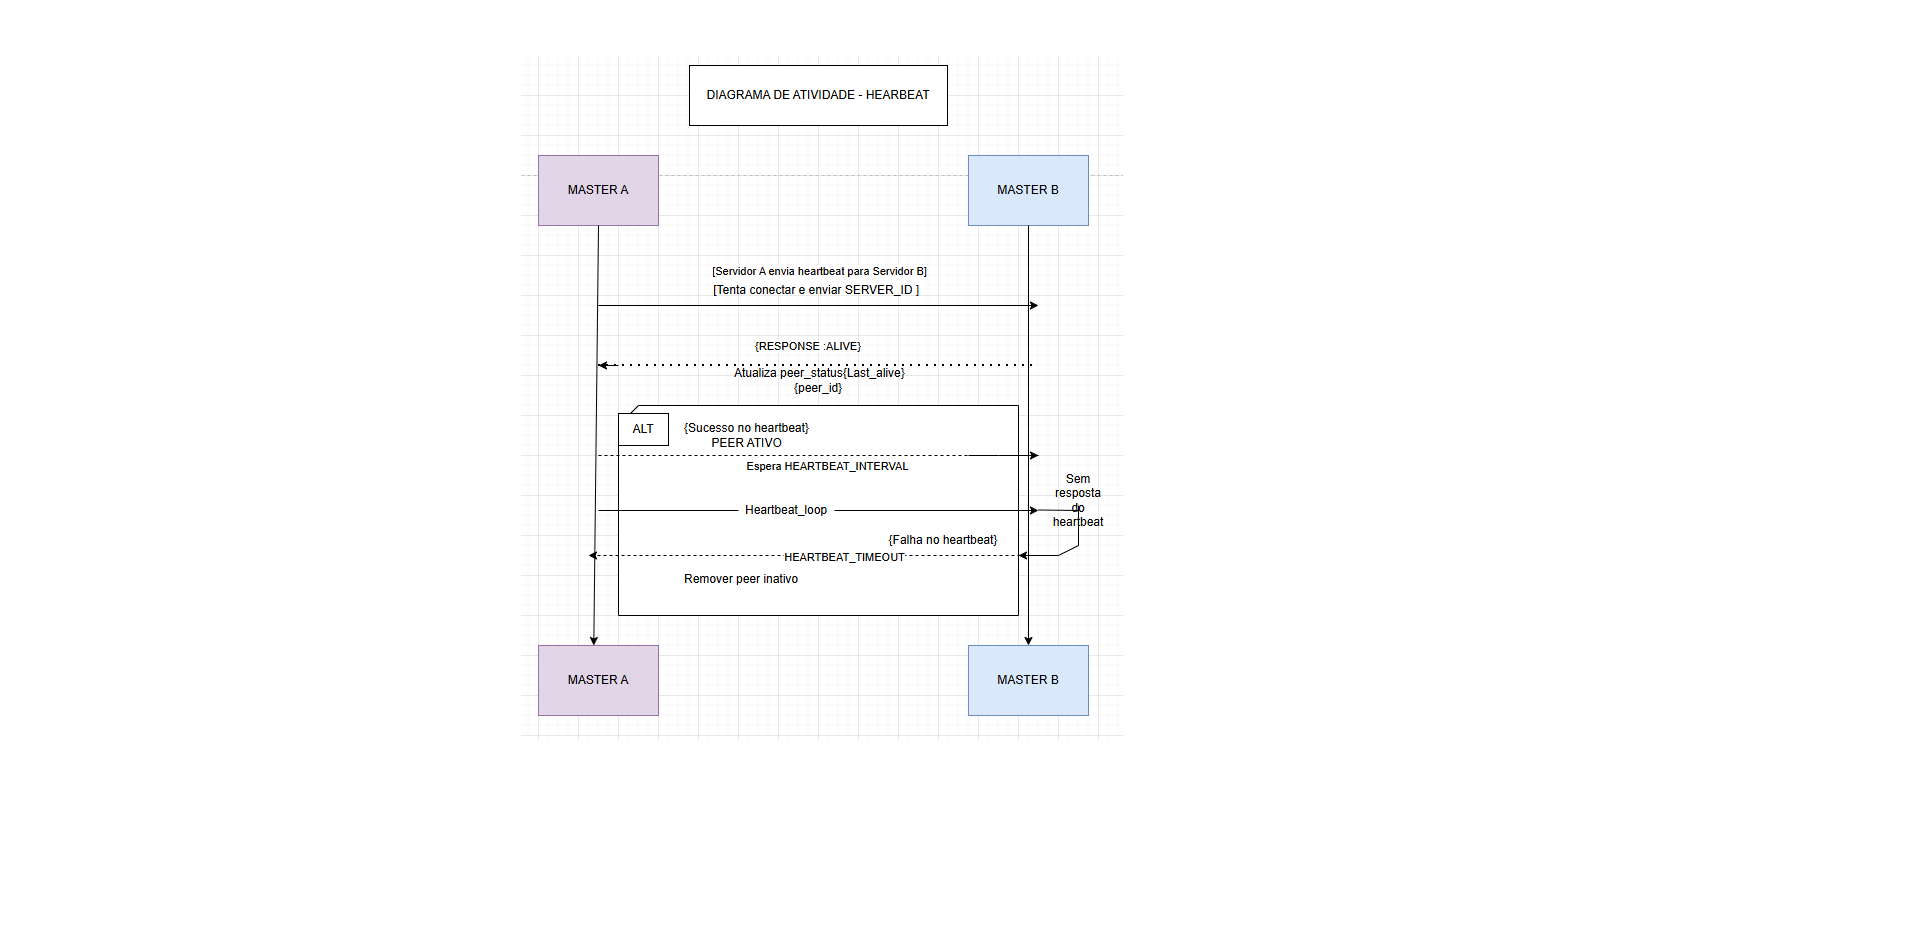 DIAGRAMA DE ATIVIDADE - HEARBEAT
MASTER A
MASTER B
[Servidor A envia heartbeat para Servidor B]
[Tenta conectar e enviar SERVER_ID ]
{RESPONSE :ALIVE}
Atualiza peer_status{Last_alive}
{peer_id}
ALT
{Sucesso no heartbeat}
PEER ATIVO
Espera HEARTBEAT_INTERVAL
Sem
resposta
do
heartbeat
Heartbeat_loop
{Falha no heartbeat}
HEARTBEAT_TIMEOUT
Remover peer inativo
MASTER A
MASTER B